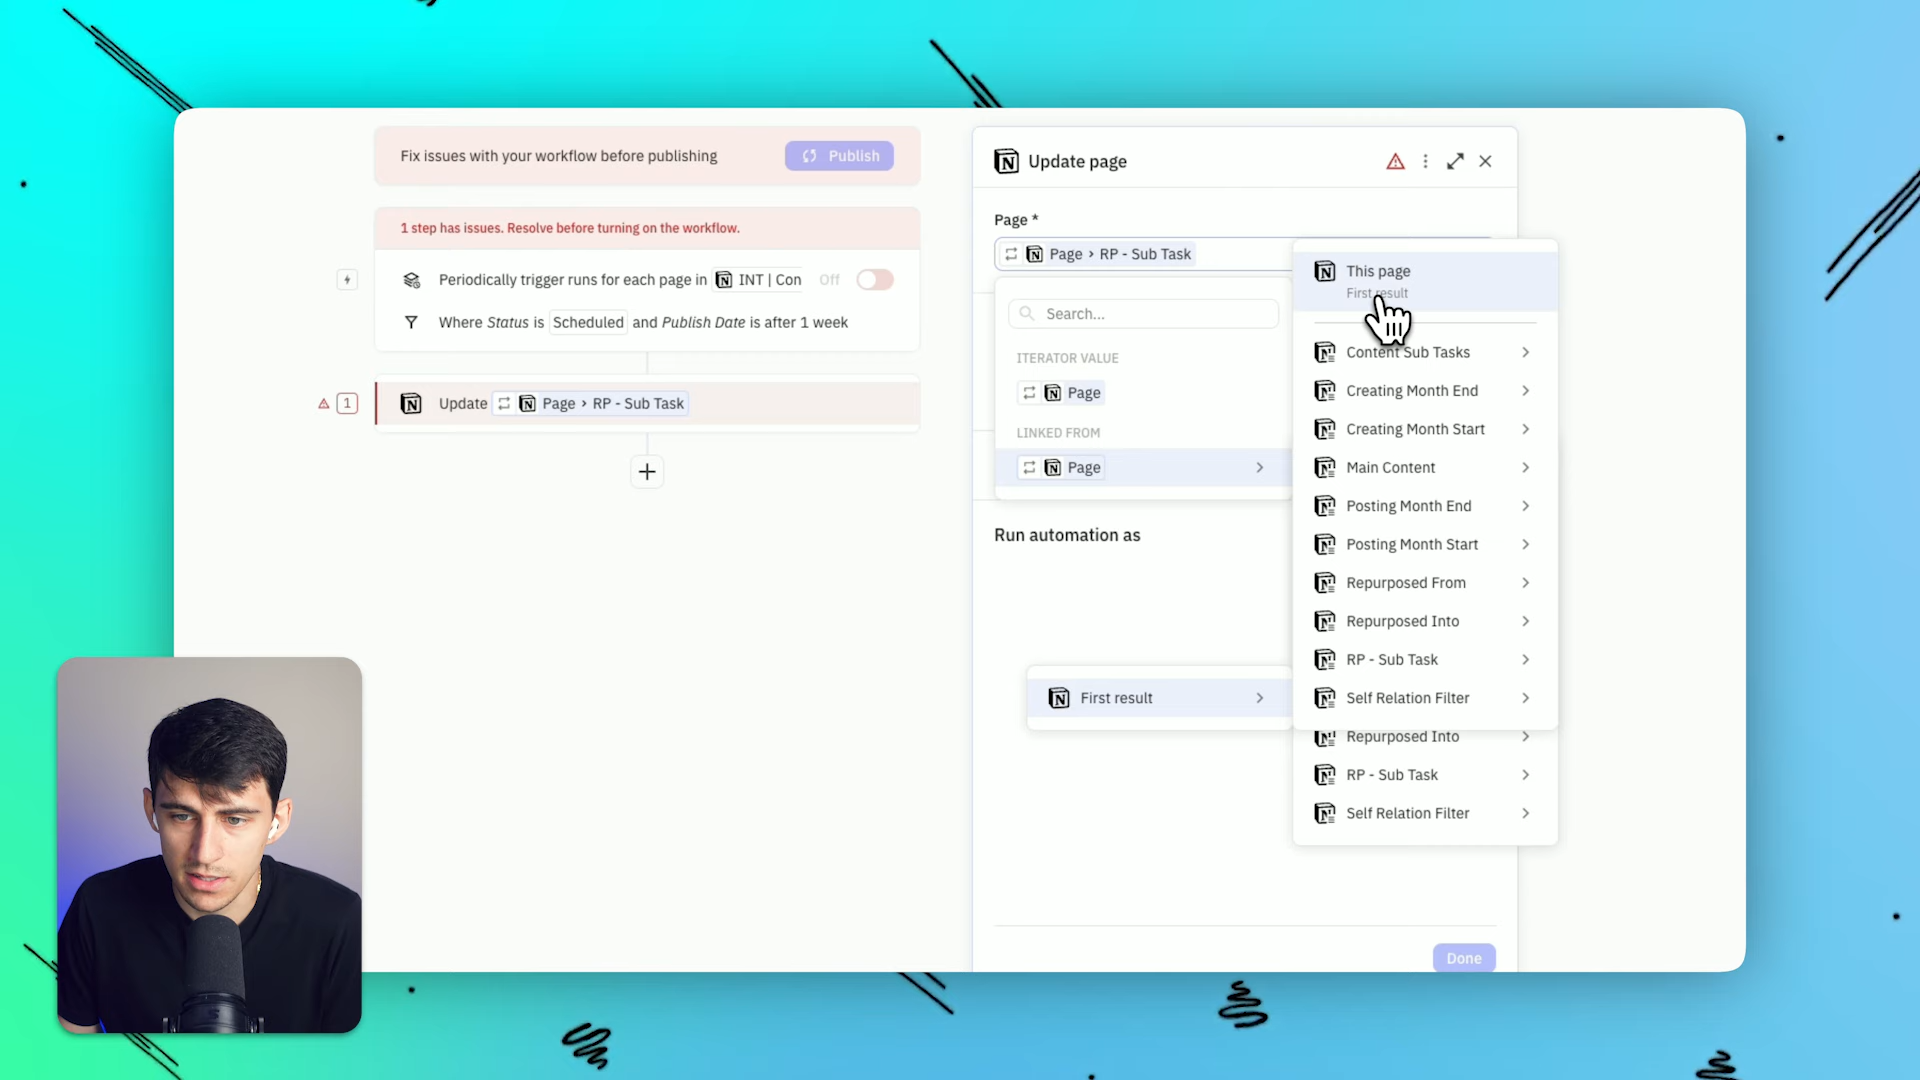 Fix issues with your workflow before publishing
Publish
1 step has issues. Resolve before turning on the workflow.
Periodically trigger runs for each page in INT | Con Off
Where Status is Scheduled and Publish Date is after 1 week
1
Update Page › RP - Sub Task
Update page
Page *
Page › RP - Sub Task
Search...
ITERATOR VALUE
Page
LINKED FROM
Page
Run automation as
First result
This page
First result
Content Sub Tasks
Creating Month End
Creating Month Start
Main Content
Posting Month End
Posting Month Start
Repurposed From
Repurposed Into
RP - Sub Task
Self Relation Filter
Repurposed Into
RP - Sub Task
Self Relation Filter
Done